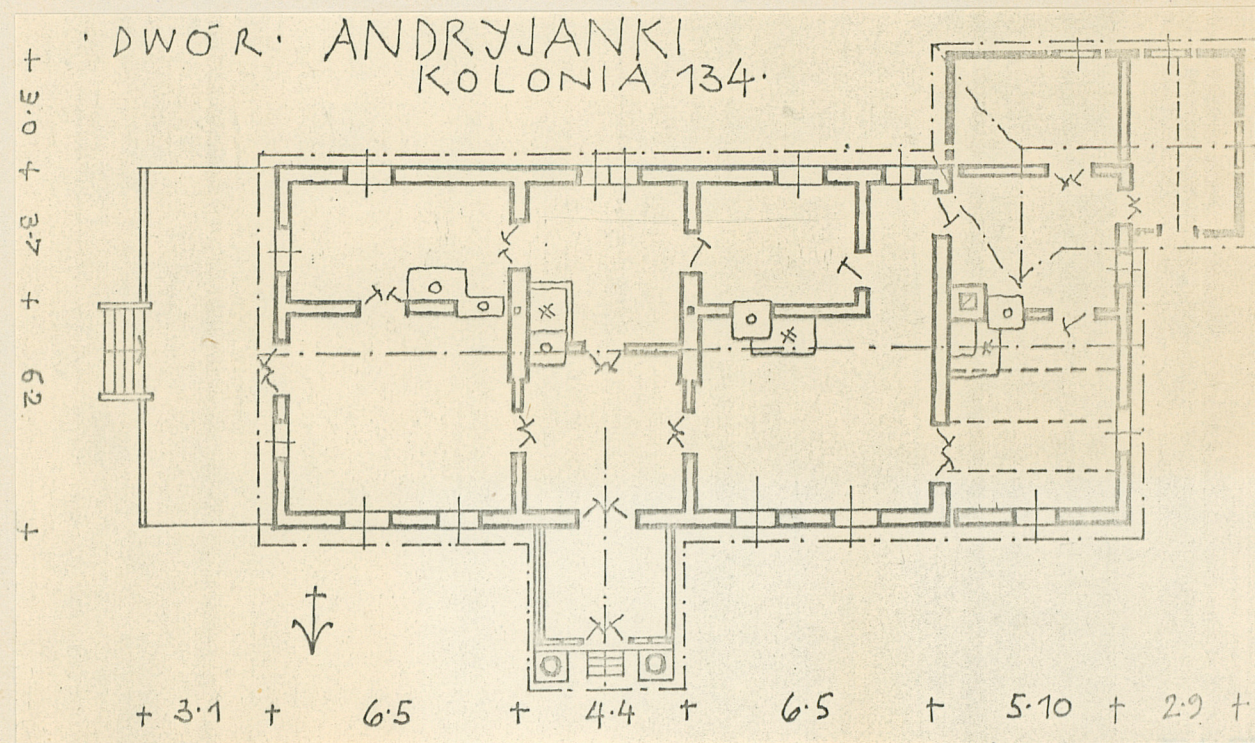 · DWÓR · ANDRYJANKI
KOLONIA 134.
3·0
3·7
6·2
3·1 6·5 4·4 6·5 5·10 2·9